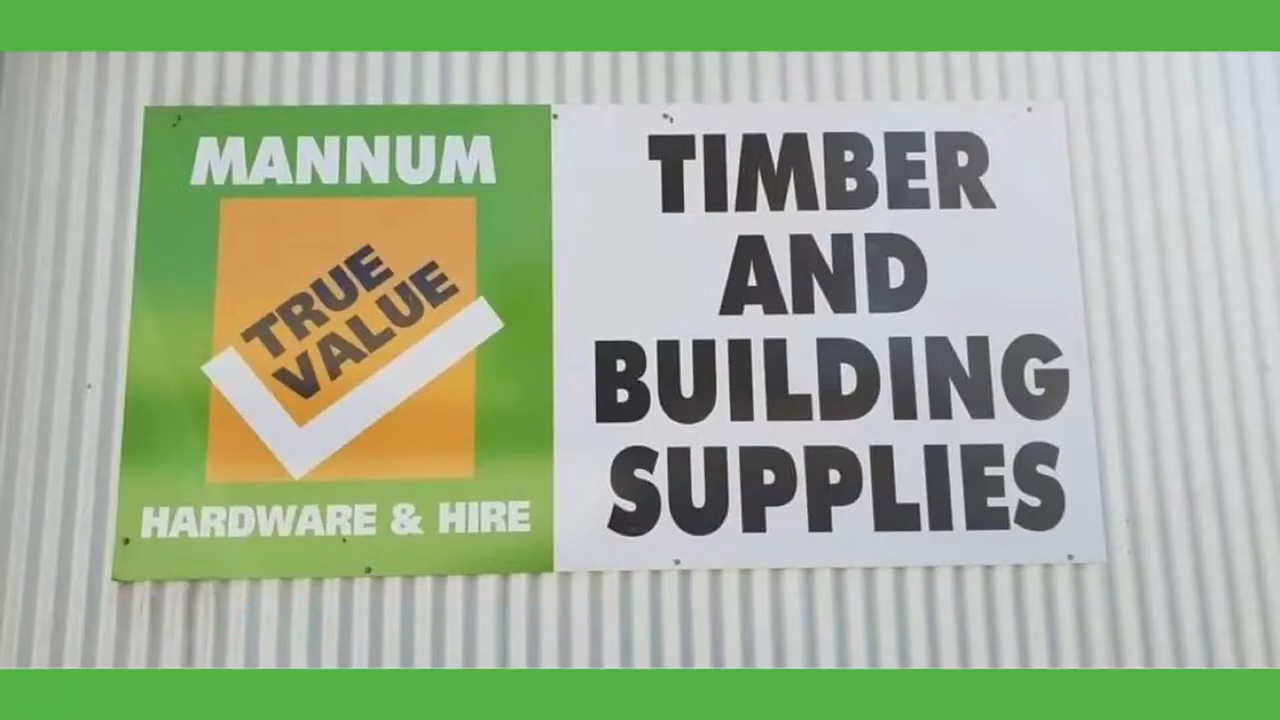 MANNUM
TRUE
VALUE
HARDWARE & HIRE
TIMBER
AND
BUILDING
SUPPLIES